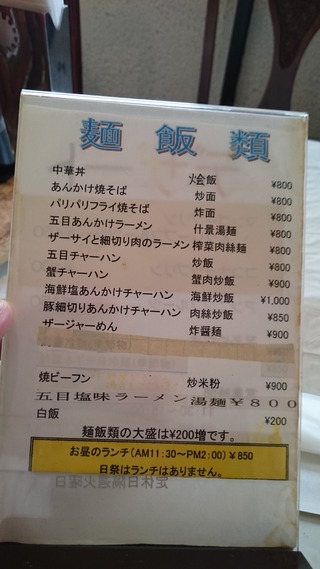 麺飯類
中華丼 烩飯 ¥800
あんかけ焼そば 炒面 ¥800
パリパリフライ焼そば 炸面 ¥800
五目あんかけラーメン 什景湯麺 ¥800
ザーサイと細切り肉のラーメン 榨菜肉絲麺 ¥800
五目チャーハン 炒飯 ¥800
蟹チャーハン 蟹肉炒飯 ¥900
海鮮塩あんかけチャーハン 海鮮炒飯 ¥1,000
豚細切りあんかけチャーハン 肉絲炒飯 ¥850
ザージャーめん 炸醤麺 ¥900
焼ビーフン 炒米粉 ¥900
五目塩味ラーメン湯麺¥800
白飯 ¥200
麺飯類の大盛は¥200増です。
お昼のランチ(AM11:30～PM2:00)¥850
日祭はランチはありません。
定休日隔週火曜日